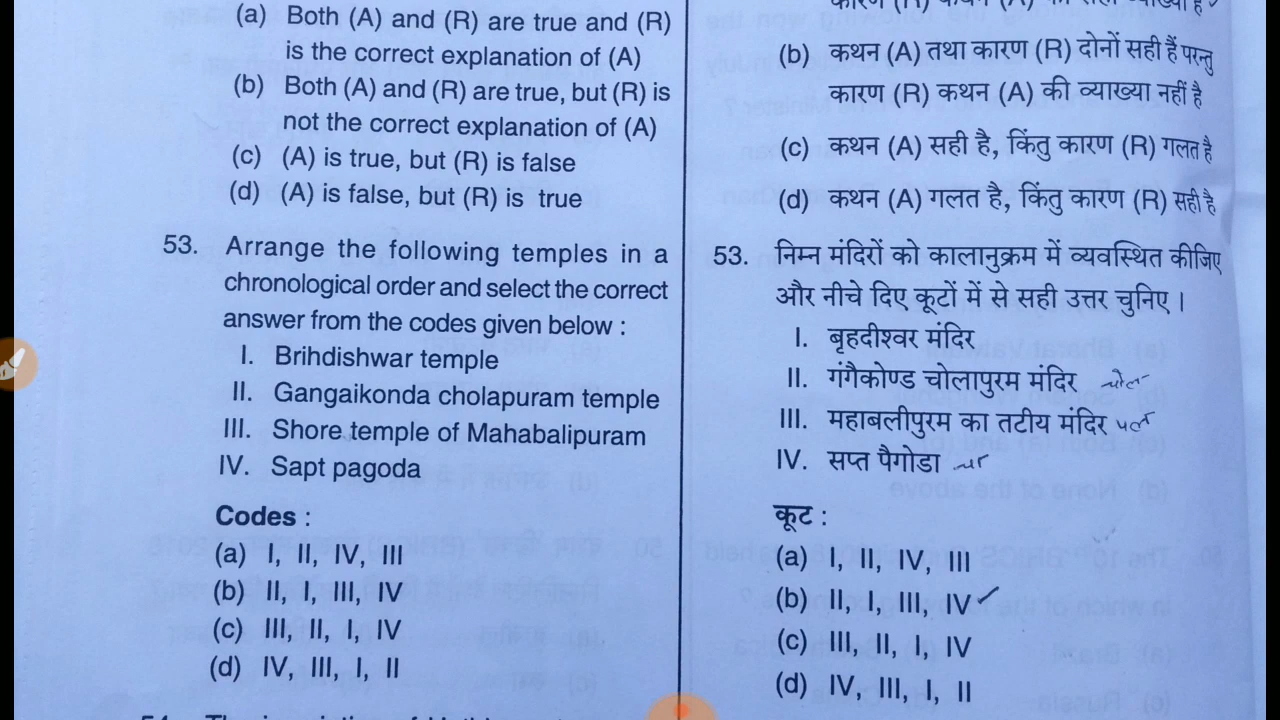 (a) Both (A) and (R) are true and (R)
is the correct explanation of (A)
(b) Both (A) and (R) are true, but (R) is
not the correct explanation of (A)
(c) (A) is true, but (R) is false
(d) (A) is false, but (R) is true
53. Arrange the following temples in a
chronological order and select the correct
answer from the codes given below :
I. Brihdishwar temple
II. Gangaikonda cholapuram temple
III. Shore temple of Mahabalipuram
IV. Sapt pagoda
Codes :
(a) I, II, IV, III
(b) II, I, III, IV
(c) III, II, I, IV
(d) IV, III, I, II
(b) कथन (A) तथा कारण (R) दोनों सही हैं परन्तु
कारण (R) कथन (A) की व्याख्या नहीं है
(c) कथन (A) सही है, किंतु कारण (R) गलत है
(d) कथन (A) गलत है, किंतु कारण (R) सही है
53. निम्न मंदिरों को कालानुक्रम में व्यवस्थित कीजिए
और नीचे दिए कूटों में से सही उत्तर चुनिए ।
I. बृहदीश्वर मंदिर
II. गंगैकोण्ड चोलापुरम मंदिर चोल
III. महाबलीपुरम का तटीय मंदिर
IV. सप्त पैगोडा
कूट :
(a) I, II, IV, III
(b) II, I, III, IV
(c) III, II, I, IV
(d) IV, III, I, II